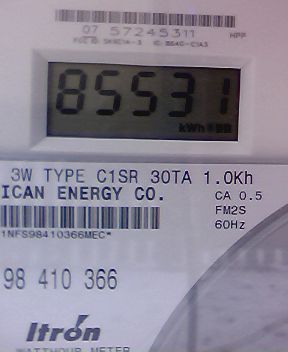 07 57245311 HPP
85531
kWh
3W TYPE C1SR 30TA 1.0Kh
ICAN ENERGY CO. CA 0.5
FM2S
1NFS98410366MEC* 60Hz
98 410 366
Itron
WATTHOUR METER